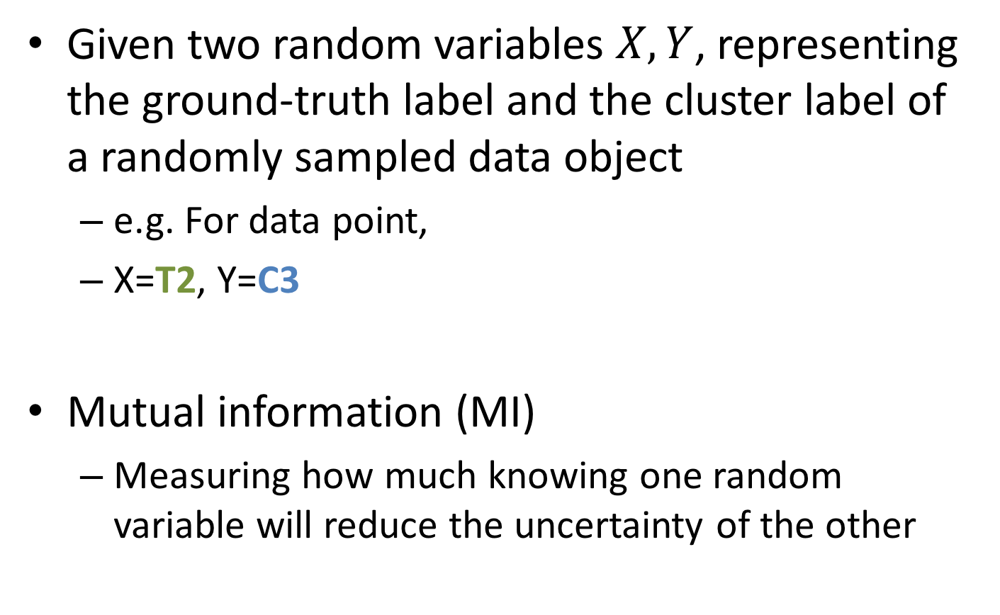 • Given two random variables X, Y, representing
the ground-truth label and the cluster label of
a randomly sampled data object
– e.g. For data point,
– X=T2, Y=C3
• Mutual information (MI)
– Measuring how much knowing one random
variable will reduce the uncertainty of the other